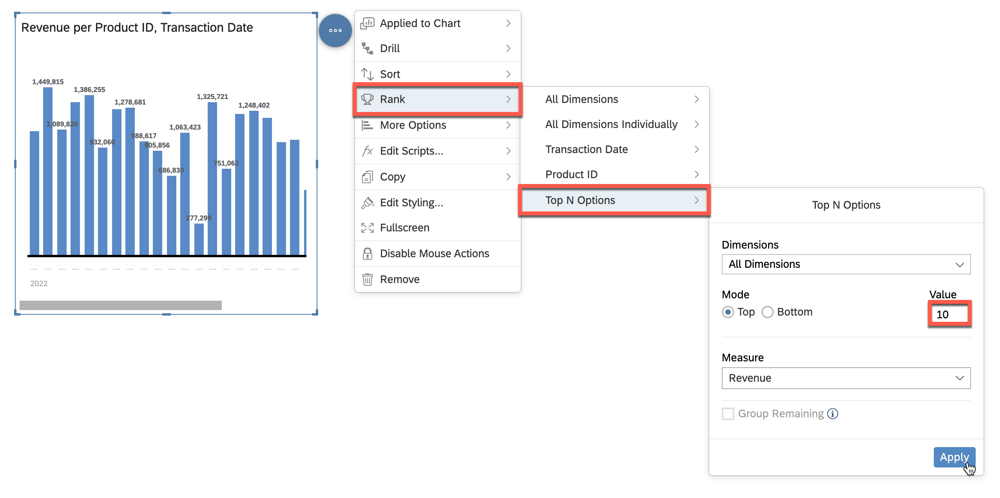 Revenue per Product ID, Transaction Date
1,449,815
1,386,255
1,325,721
1,278,681
1,248,402
1,089,820
1,063,423
988,617
932,060
905,856
751,062
686,830
277,299
... ... ... ... ... ... ... ... ... ... ... ... ... ... ... ... ... ... ... ...
2022
Applied to Chart
Drill
Sort
Rank
More Options
Edit Scripts...
Copy
Edit Styling...
Fullscreen
Disable Mouse Actions
Remove
All Dimensions
All Dimensions Individually
Transaction Date
Product ID
Top N Options
Top N Options
Dimensions
All Dimensions
Mode Value
Top Bottom 10
Measure
Revenue
Group Remaining
Apply